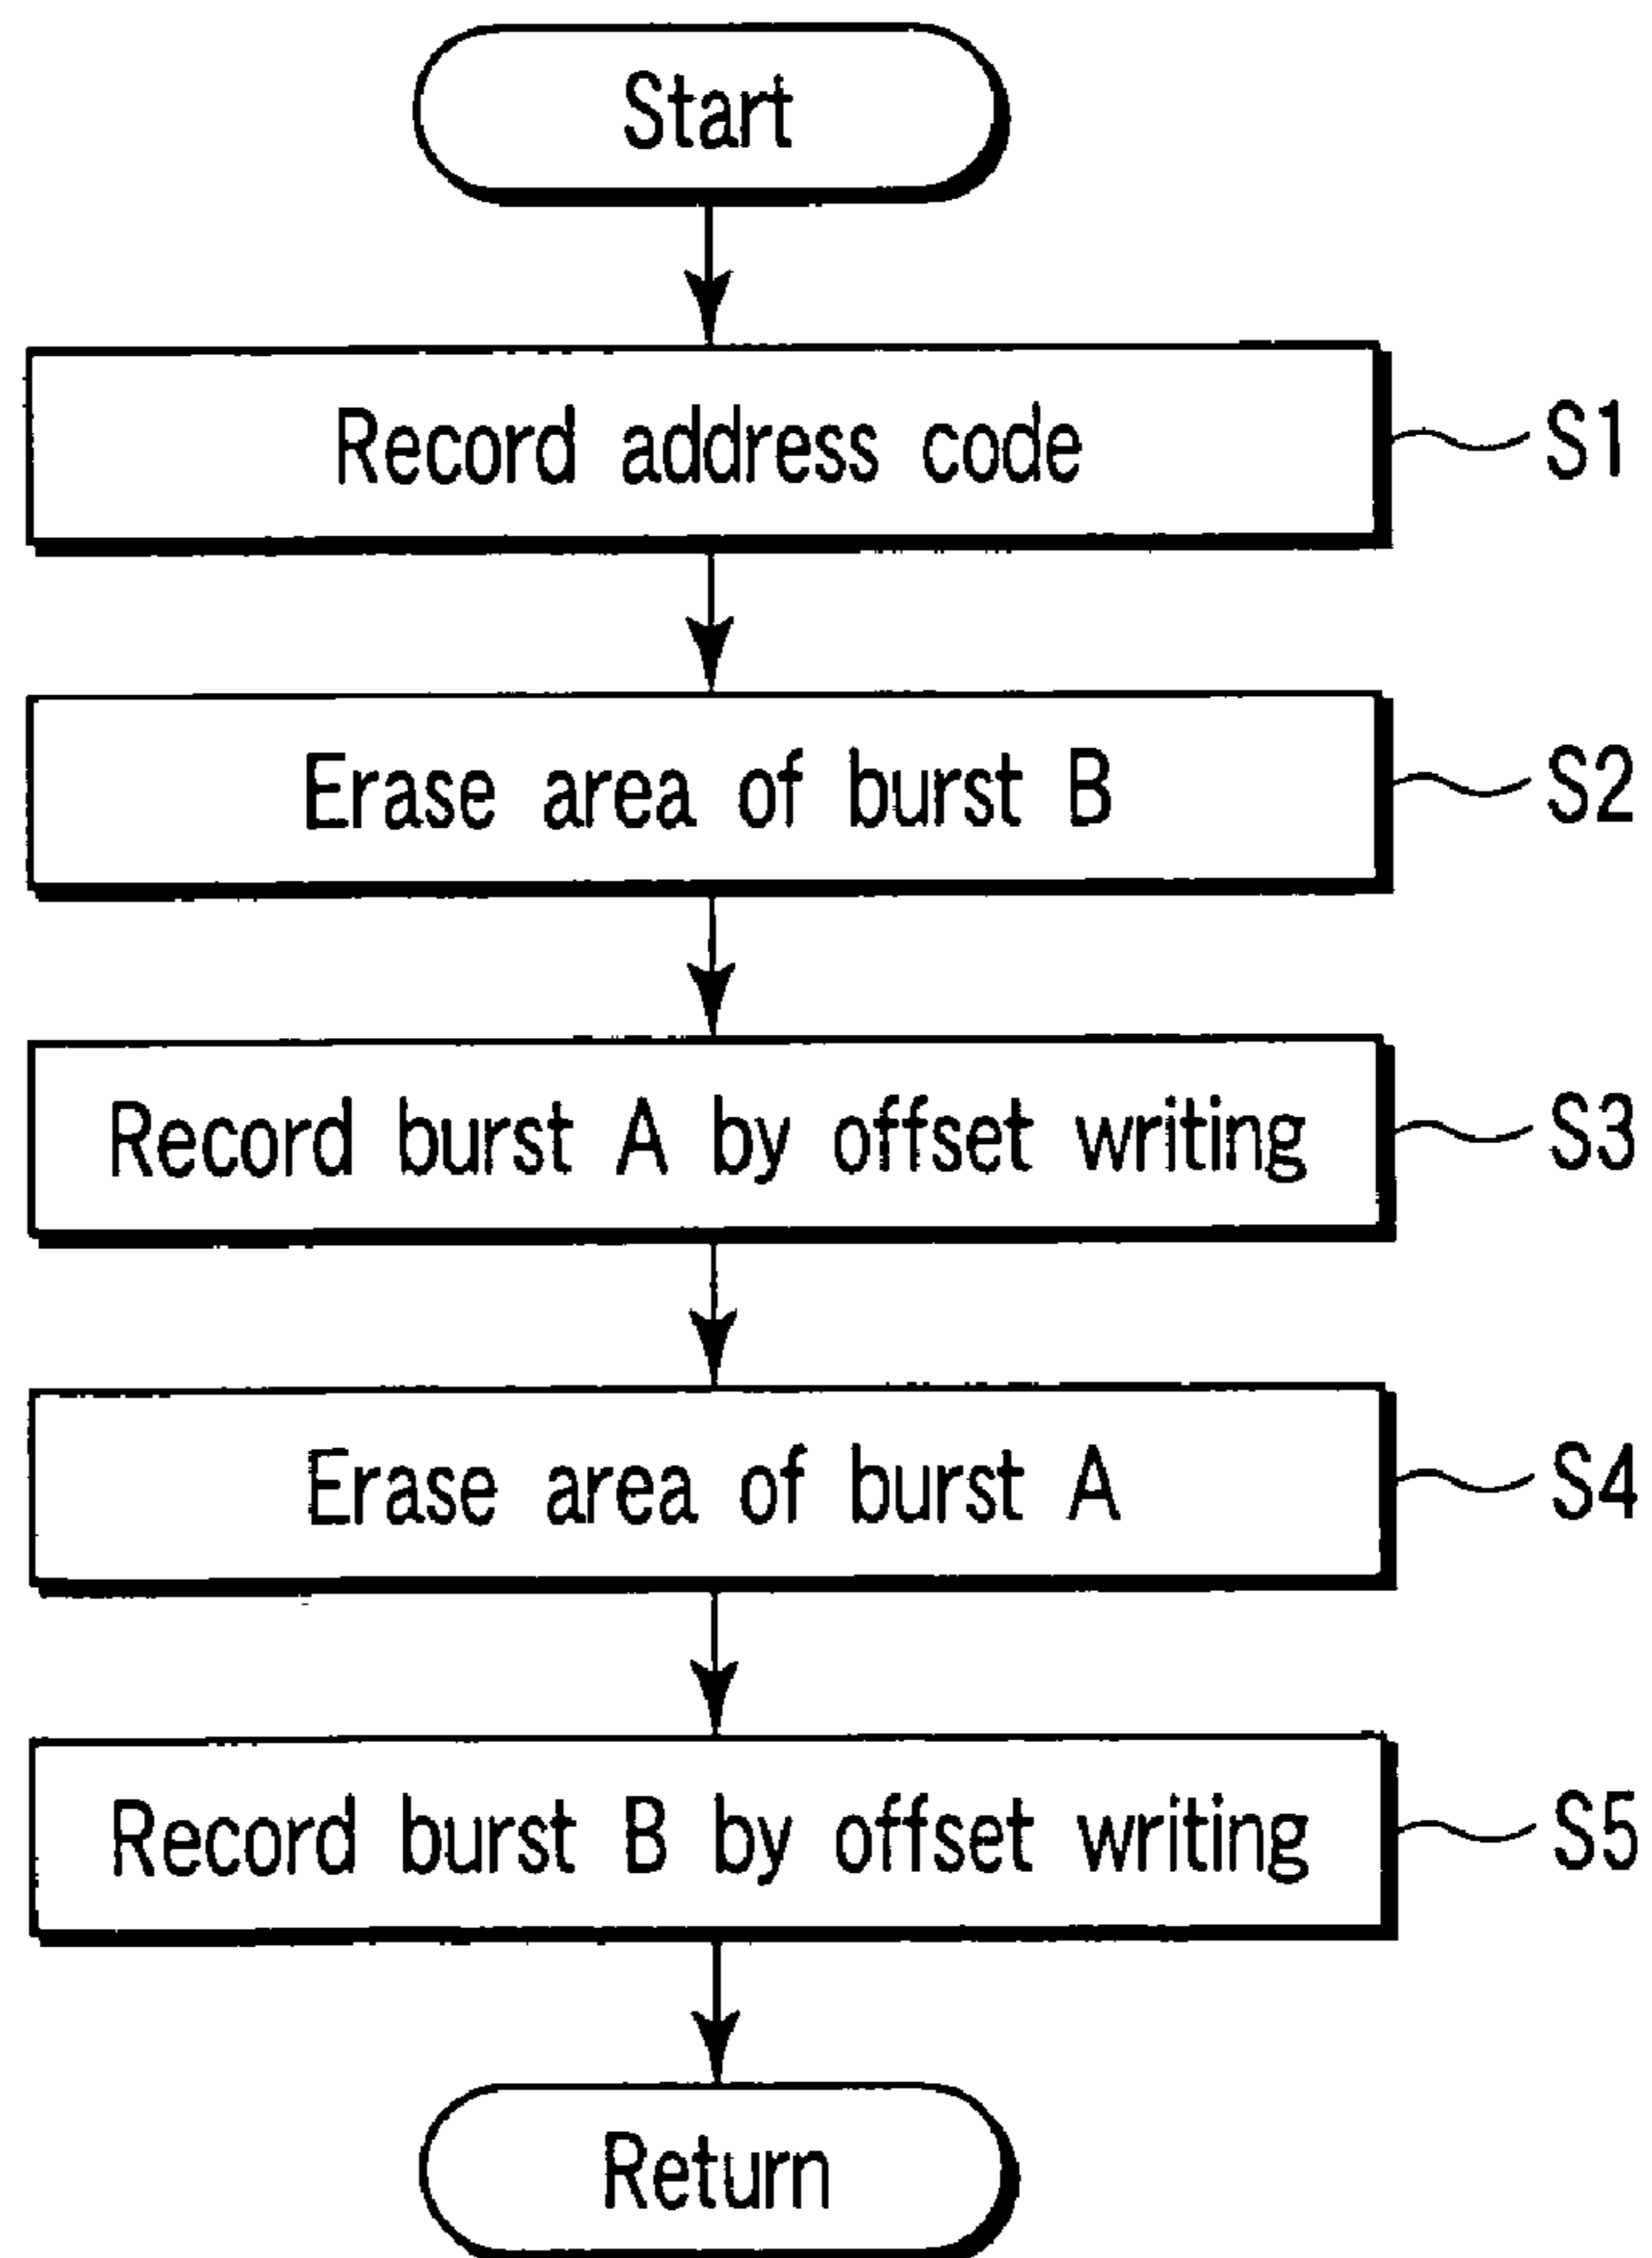 Start
Record address code S1
Erase area of burst B S2
Record burst A by offset writing S3
Erase area of burst A S4
Record burst B by offset writing S5
Return